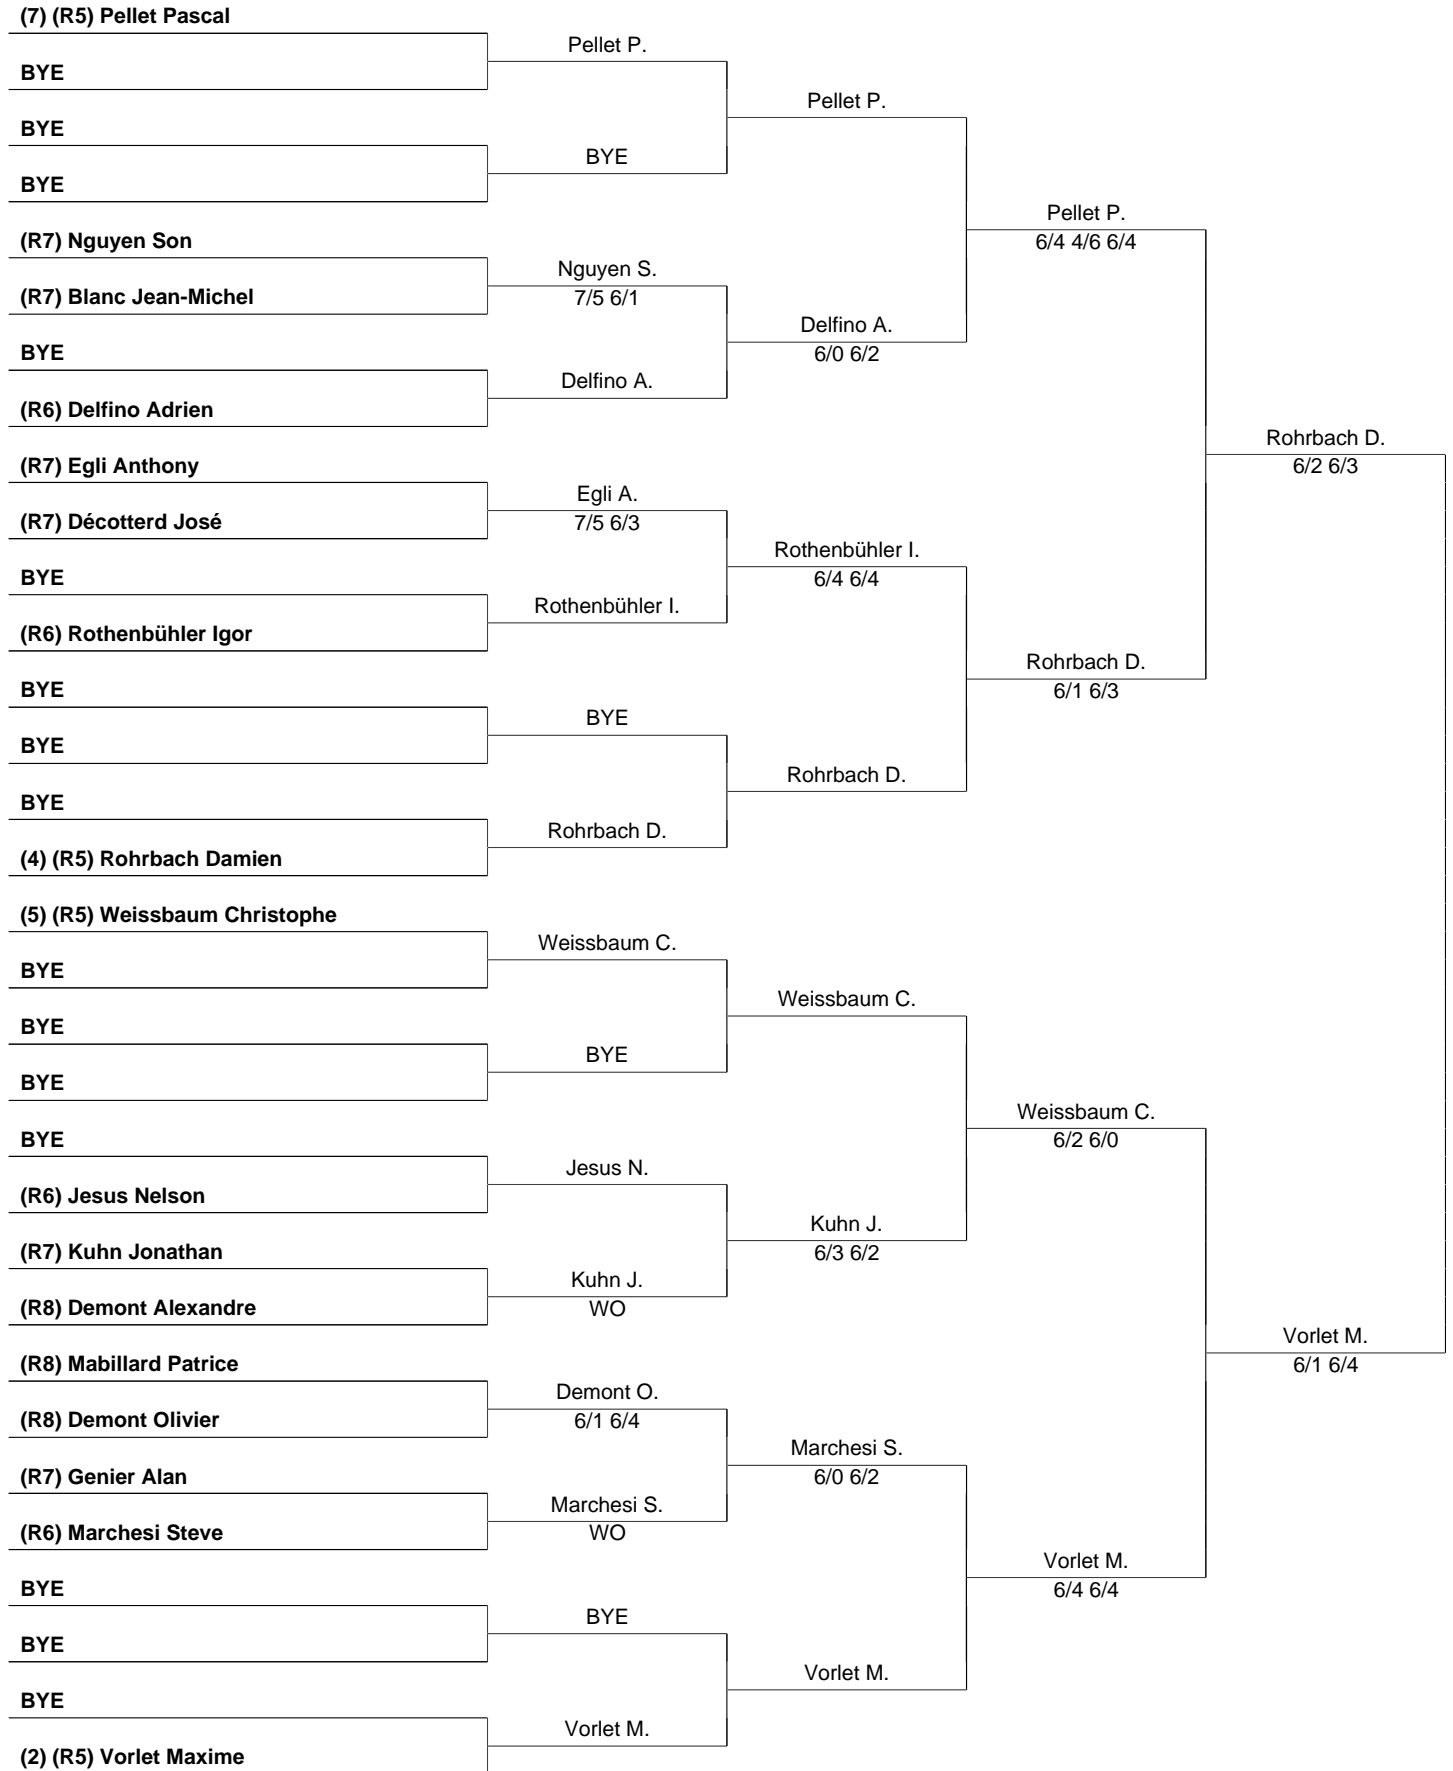 (7) (R5) Pellet Pascal
BYE
BYE
BYE
(R7) Nguyen Son
(R7) Blanc Jean-Michel
BYE
(R6) Delfino Adrien
(R7) Egli Anthony
(R7) Décotterd José
BYE
(R6) Rothenbühler Igor
BYE
BYE
BYE
(4) (R5) Rohrbach Damien
(5) (R5) Weissbaum Christophe
BYE
BYE
BYE
BYE
(R6) Jesus Nelson
(R7) Kuhn Jonathan
(R8) Demont Alexandre
(R8) Mabillard Patrice
(R8) Demont Olivier
(R7) Genier Alan
(R6) Marchesi Steve
BYE
BYE
BYE
(2) (R5) Vorlet Maxime
Pellet P.
BYE
Nguyen S.
7/5 6/1
Delfino A.
Egli A.
7/5 6/3
Rothenbühler I.
BYE
Rohrbach D.
Weissbaum C.
BYE
Jesus N.
Kuhn J.
WO
Demont O.
6/1 6/4
Marchesi S.
WO
BYE
Vorlet M.
Pellet P.
Delfino A.
6/0 6/2
Rothenbühler I.
6/4 6/4
Rohrbach D.
Weissbaum C.
Kuhn J.
6/3 6/2
Marchesi S.
6/0 6/2
Vorlet M.
Pellet P.
6/4 4/6 6/4
Rohrbach D.
6/1 6/3
Weissbaum C.
6/2 6/0
Vorlet M.
6/4 6/4
Rohrbach D.
6/2 6/3
Vorlet M.
6/1 6/4